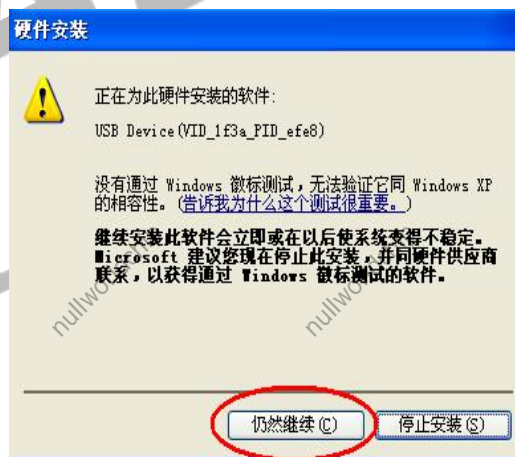 硬件安装
正在为此硬件安装的软件:
USB Device(VID_1f3a_PID_efe8)
没有通过 Windows 徽标测试，无法验证它同 Windows XP
的相容性。(告诉我为什么这个测试很重要。)
继续安装此软件会立即或在以后使系统变得不稳定。
Microsoft 建议您现在停止此安装，并同硬件供应商
联系，以获得通过 Windows 徽标测试的软件。
仍然继续(C)
停止安装(S)